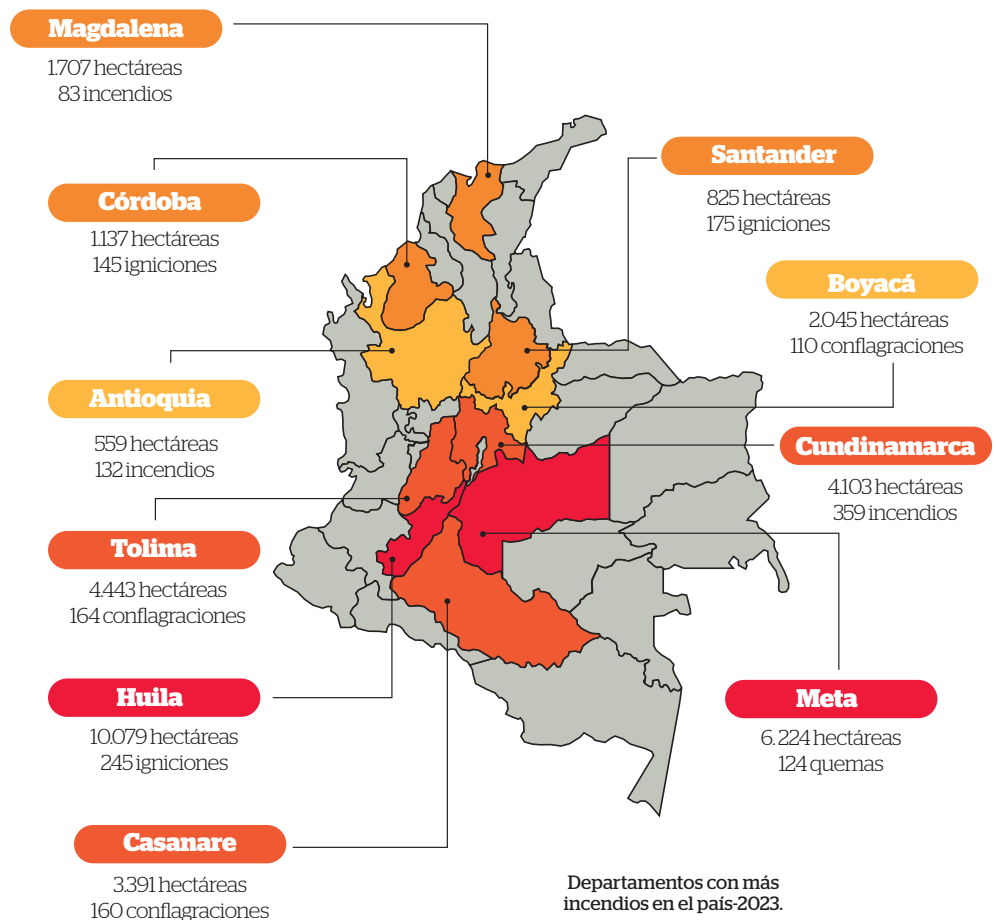 Magdalena
1.707 hectáreas
83 incendios
Córdoba
1.137 hectáreas
145 igniciones
Santander
825 hectáreas
175 igniciones
Boyacá
2.045 hectáreas
110 conflagraciones
Antioquia
559 hectáreas
132 incendios
Cundinamarca
4.103 hectáreas
359 incendios
Tolima
4.443 hectáreas
164 conflagraciones
Huila
10.079 hectáreas
245 igniciones
Meta
6.224 hectáreas
124 quemas
Casanare
3.391 hectáreas
160 conflagraciones
Departamentos con más
incendios en el país-2023.